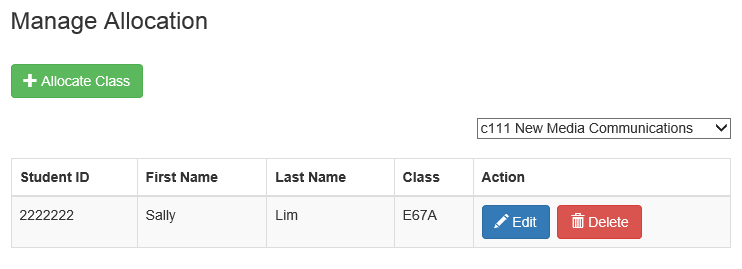 Manage Allocation
Allocate Class
c111 New Media Communications
Student ID First Name Last Name Class Action
2222222 Sally Lim E67A Edit Delete